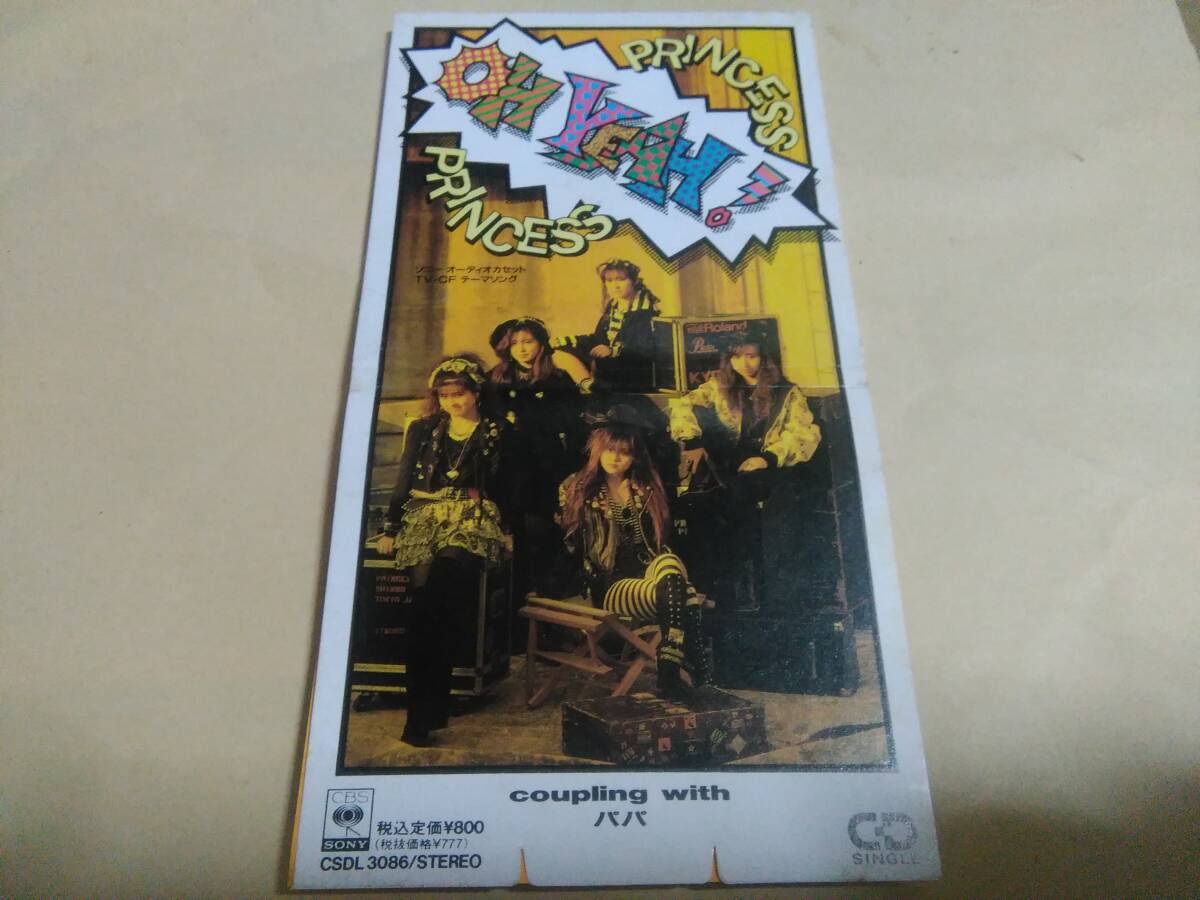 OH YEAH!
PRINCESS
PRINCESS
ソニー オーディオカセット
TV-CF テーマソング
Roland
Pearl
coupling with
パパ
CBS
SONY
税込定価¥800
(税抜価格¥777)
CSDL 3086/STEREO
CD
SINGLE